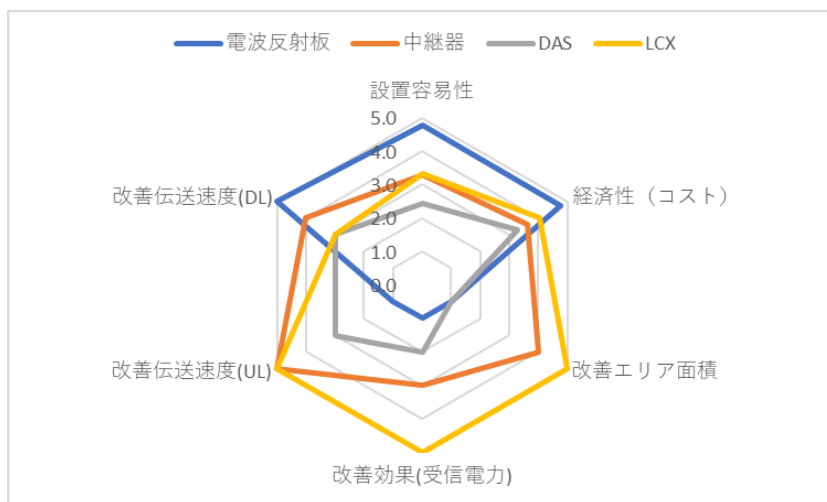 電波反射板 中継器 DAS LCX
設置容易性
5.0
4.0
3.0
2.0
1.0
0.0
改善伝送速度(DL)
経済性（コスト）
改善伝送速度(UL)
改善エリア面積
改善効果(受信電力)